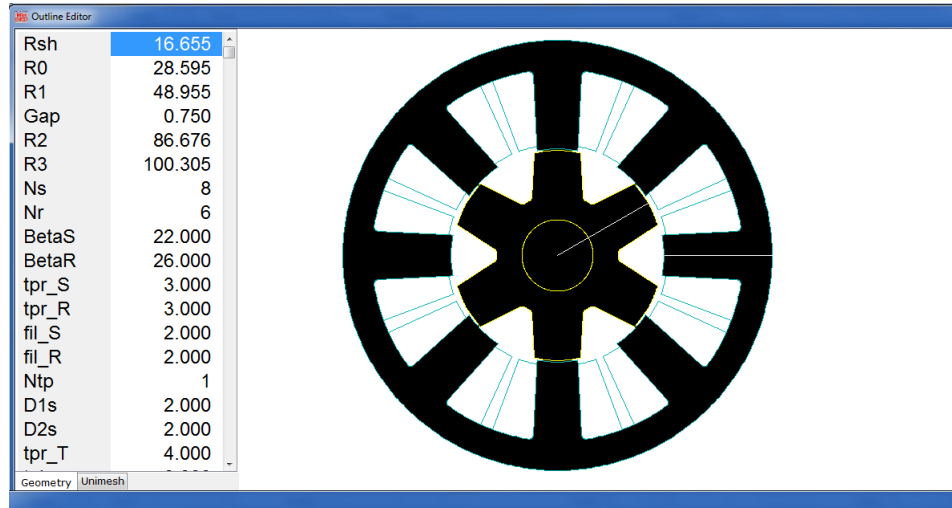 Outline Editor
Rsh 16.655
R0 28.595
R1 48.955
Gap 0.750
R2 86.676
R3 100.305
Ns 8
Nr 6
BetaS 22.000
BetaR 26.000
tpr_S 3.000
tpr_R 3.000
fil_S 2.000
fil_R 2.000
Ntp 1
D1s 2.000
D2s 2.000
tpr_T 4.000
Geometry Unimesh